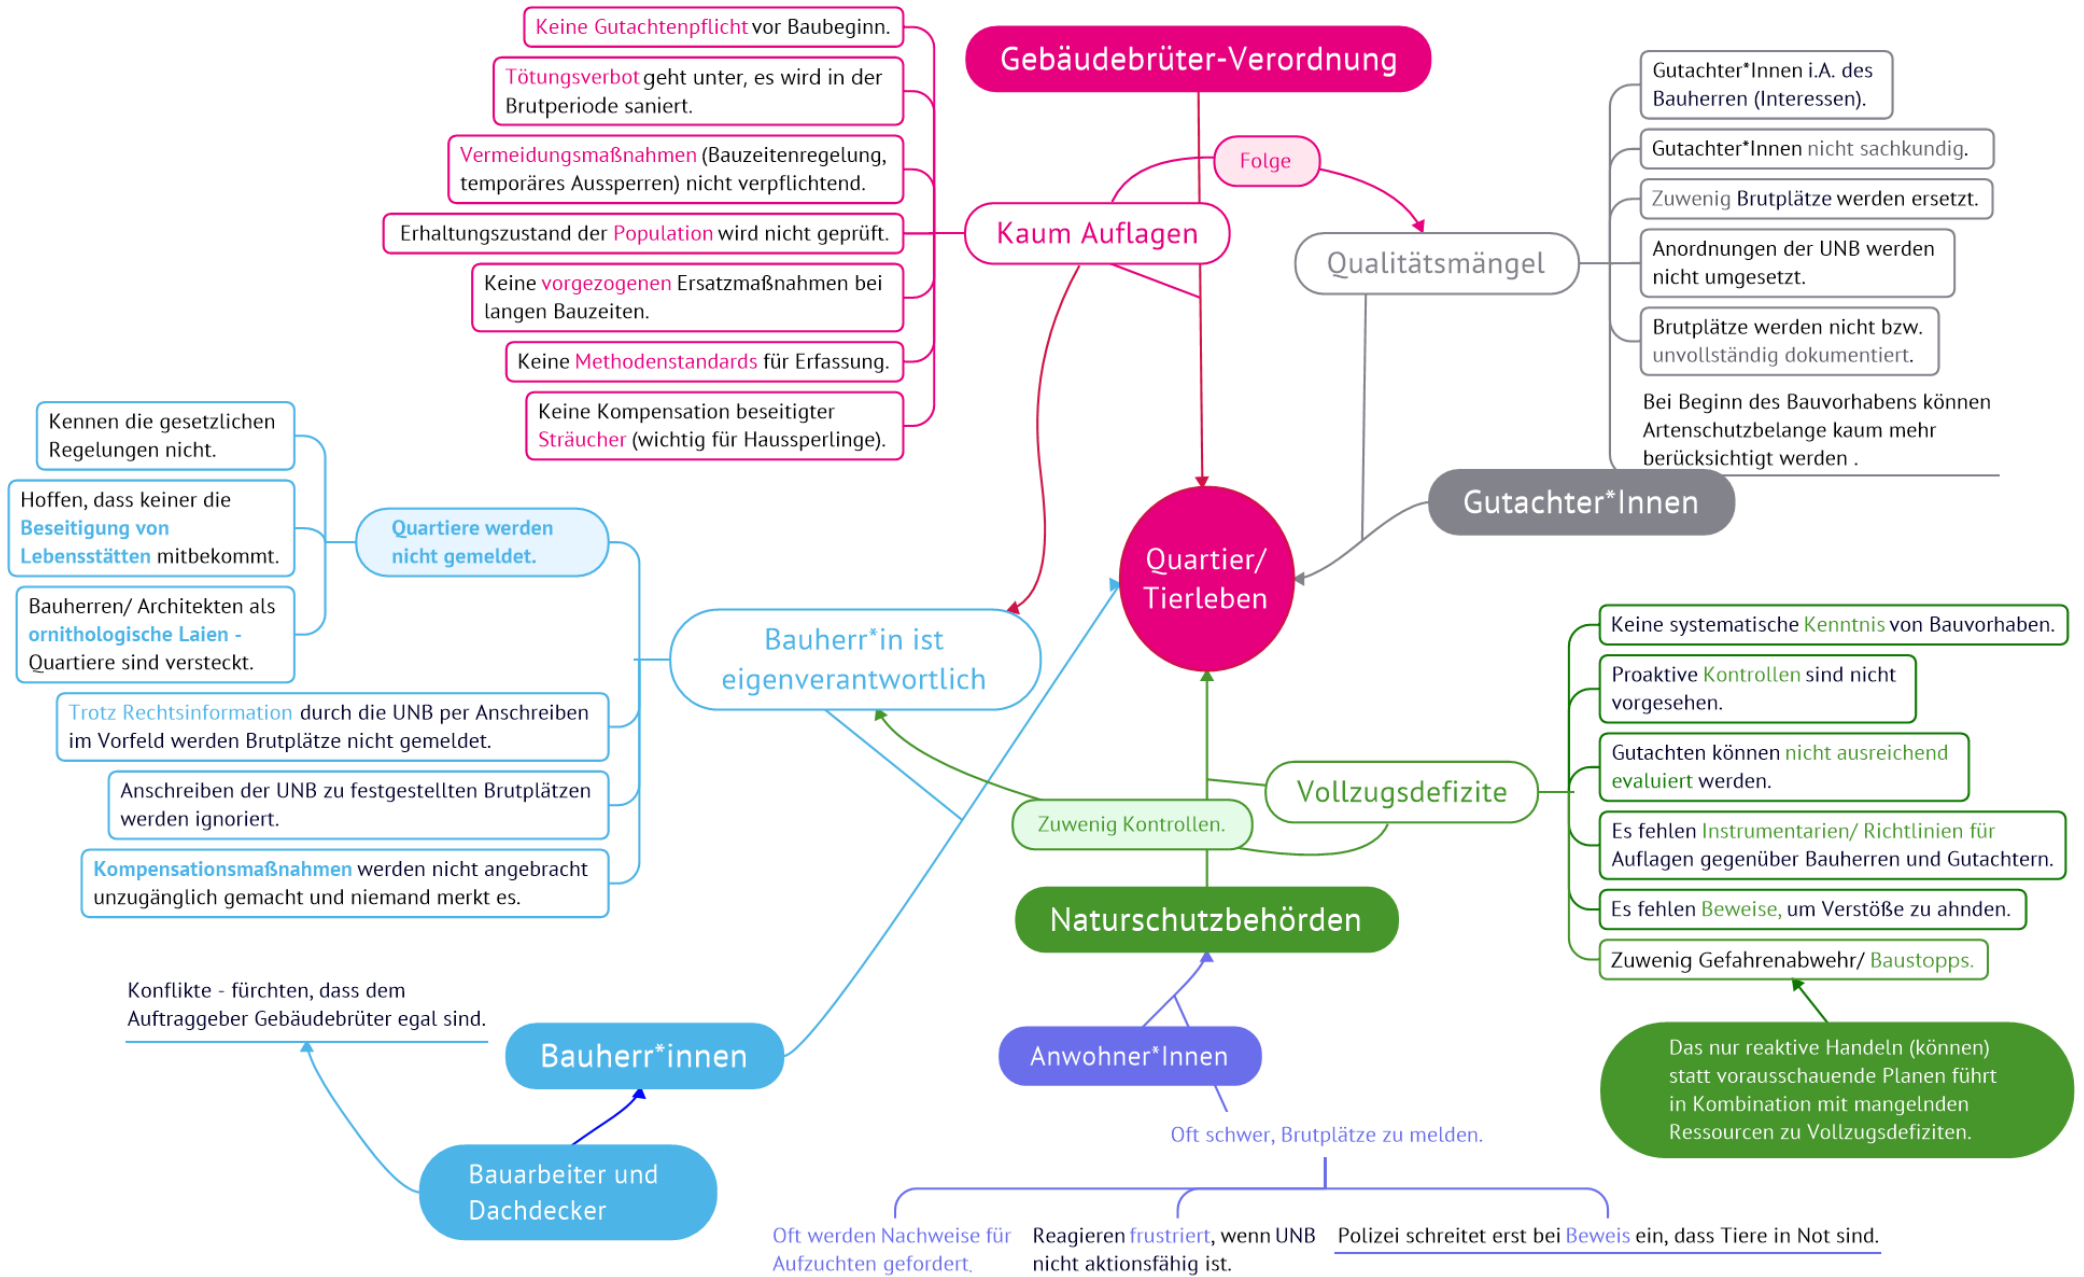 Gebäudebrüter-Verordnung
Folge
Kaum Auflagen
Keine Gutachtenpflicht vor Baubeginn.
Tötungsverbot geht unter, es wird in der
Brutperiode saniert.
Vermeidungsmaßnahmen (Bauzeitenregelung,
temporäres Aussperren) nicht verpflichtend.
Erhaltungszustand der Population wird nicht geprüft.
Keine vorgezogenen Ersatzmaßnahmen bei
langen Bauzeiten.
Keine Methodenstandards für Erfassung.
Keine Kompensation beseitigter
Sträucher (wichtig für Haussperlinge).
Qualitätsmängel
Gutachter*Innen i.A. des
Bauherren (Interessen).
Gutachter*Innen nicht sachkundig.
Zuwenig Brutplätze werden ersetzt.
Anordnungen der UNB werden
nicht umgesetzt.
Brutplätze werden nicht bzw.
unvollständig dokumentiert.
Bei Beginn des Bauvorhabens können
Artenschutzbelange kaum mehr
berücksichtigt werden .
Gutachter*Innen
Quartier/
Tierleben
Kennen die gesetzlichen
Regelungen nicht.
Hoffen, dass keiner die
Beseitigung von
Lebensstätten mitbekommt.
Bauherren/ Architekten als
ornithologische Laien -
Quartiere sind versteckt.
Quartiere werden
nicht gemeldet.
Bauherr*in ist
eigenverantwortlich
Trotz Rechtsinformation durch die UNB per Anschreiben
im Vorfeld werden Brutplätze nicht gemeldet.
Anschreiben der UNB zu festgestellten Brutplätzen
werden ignoriert.
Kompensationsmaßnahmen werden nicht angebracht
unzugänglich gemacht und niemand merkt es.
Vollzugsdefizite
Zuwenig Kontrollen.
Keine systematische Kenntnis von Bauvorhaben.
Proaktive Kontrollen sind nicht
vorgesehen.
Gutachten können nicht ausreichend
evaluiert werden.
Es fehlen Instrumentarien/ Richtlinien für
Auflagen gegenüber Bauherren und Gutachtern.
Es fehlen Beweise, um Verstöße zu ahnden.
Zuwenig Gefahrenabwehr/ Baustopps.
Das nur reaktive Handeln (können)
statt vorausschauende Planen führt
in Kombination mit mangelnden
Ressourcen zu Vollzugsdefiziten.
Naturschutzbehörden
Konflikte - fürchten, dass dem
Auftraggeber Gebäudebrüter egal sind.
Bauherr*innen
Bauarbeiter und
Dachdecker
Anwohner*Innen
Oft schwer, Brutplätze zu melden.
Oft werden Nachweise für
Aufzuchten gefordert.
Reagieren frustriert, wenn UNB
nicht aktionsfähig ist.
Polizei schreitet erst bei Beweis ein, dass Tiere in Not sind.